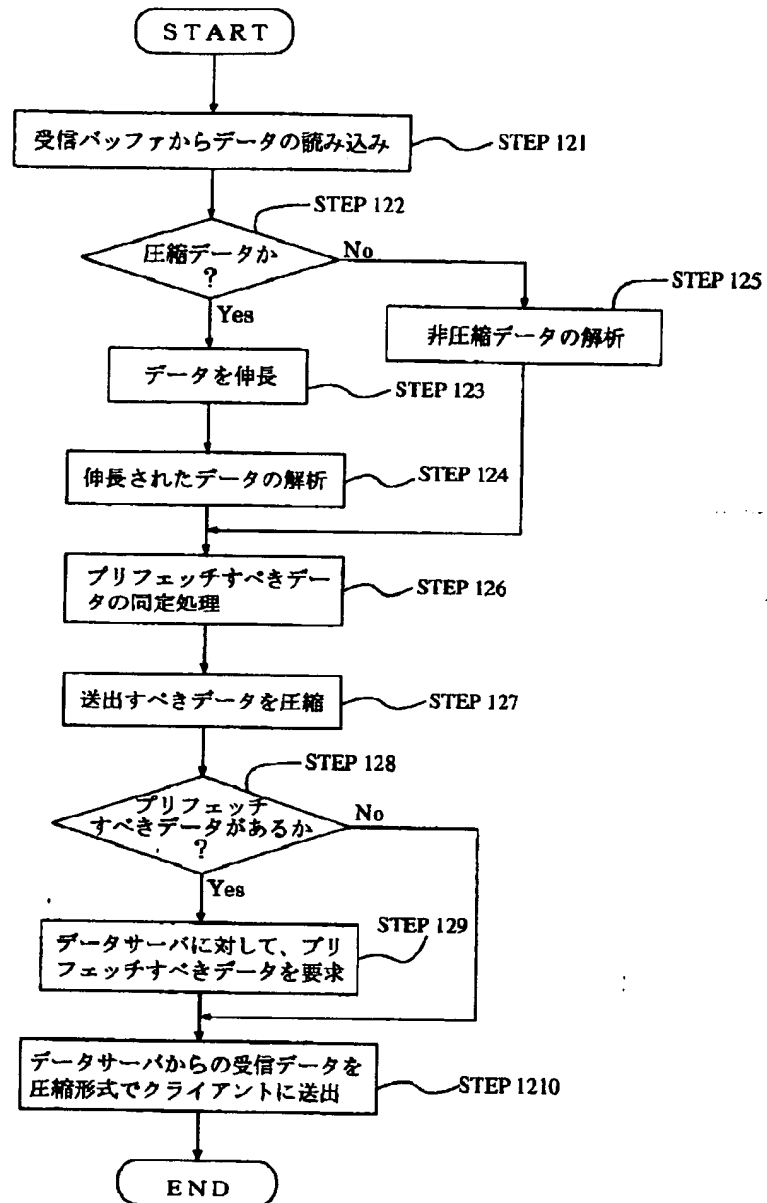 START
受信バッファからデータの読み込み
STEP 121
STEP 122
圧縮データか
?
No
Yes
STEP 125
非圧縮データの解析
データを伸長
STEP 123
伸長されたデータの解析
STEP 124
プリフェッチすべきデー
タの同定処理
STEP 126
送出すべきデータを圧縮
STEP 127
STEP 128
プリフェッチ
すべきデータがあるか
?
No
Yes
STEP 129
データサーバに対して、プリ
フェッチすべきデータを要求
データサーバからの受信データを
圧縮形式でクライアントに送出
STEP 1210
END